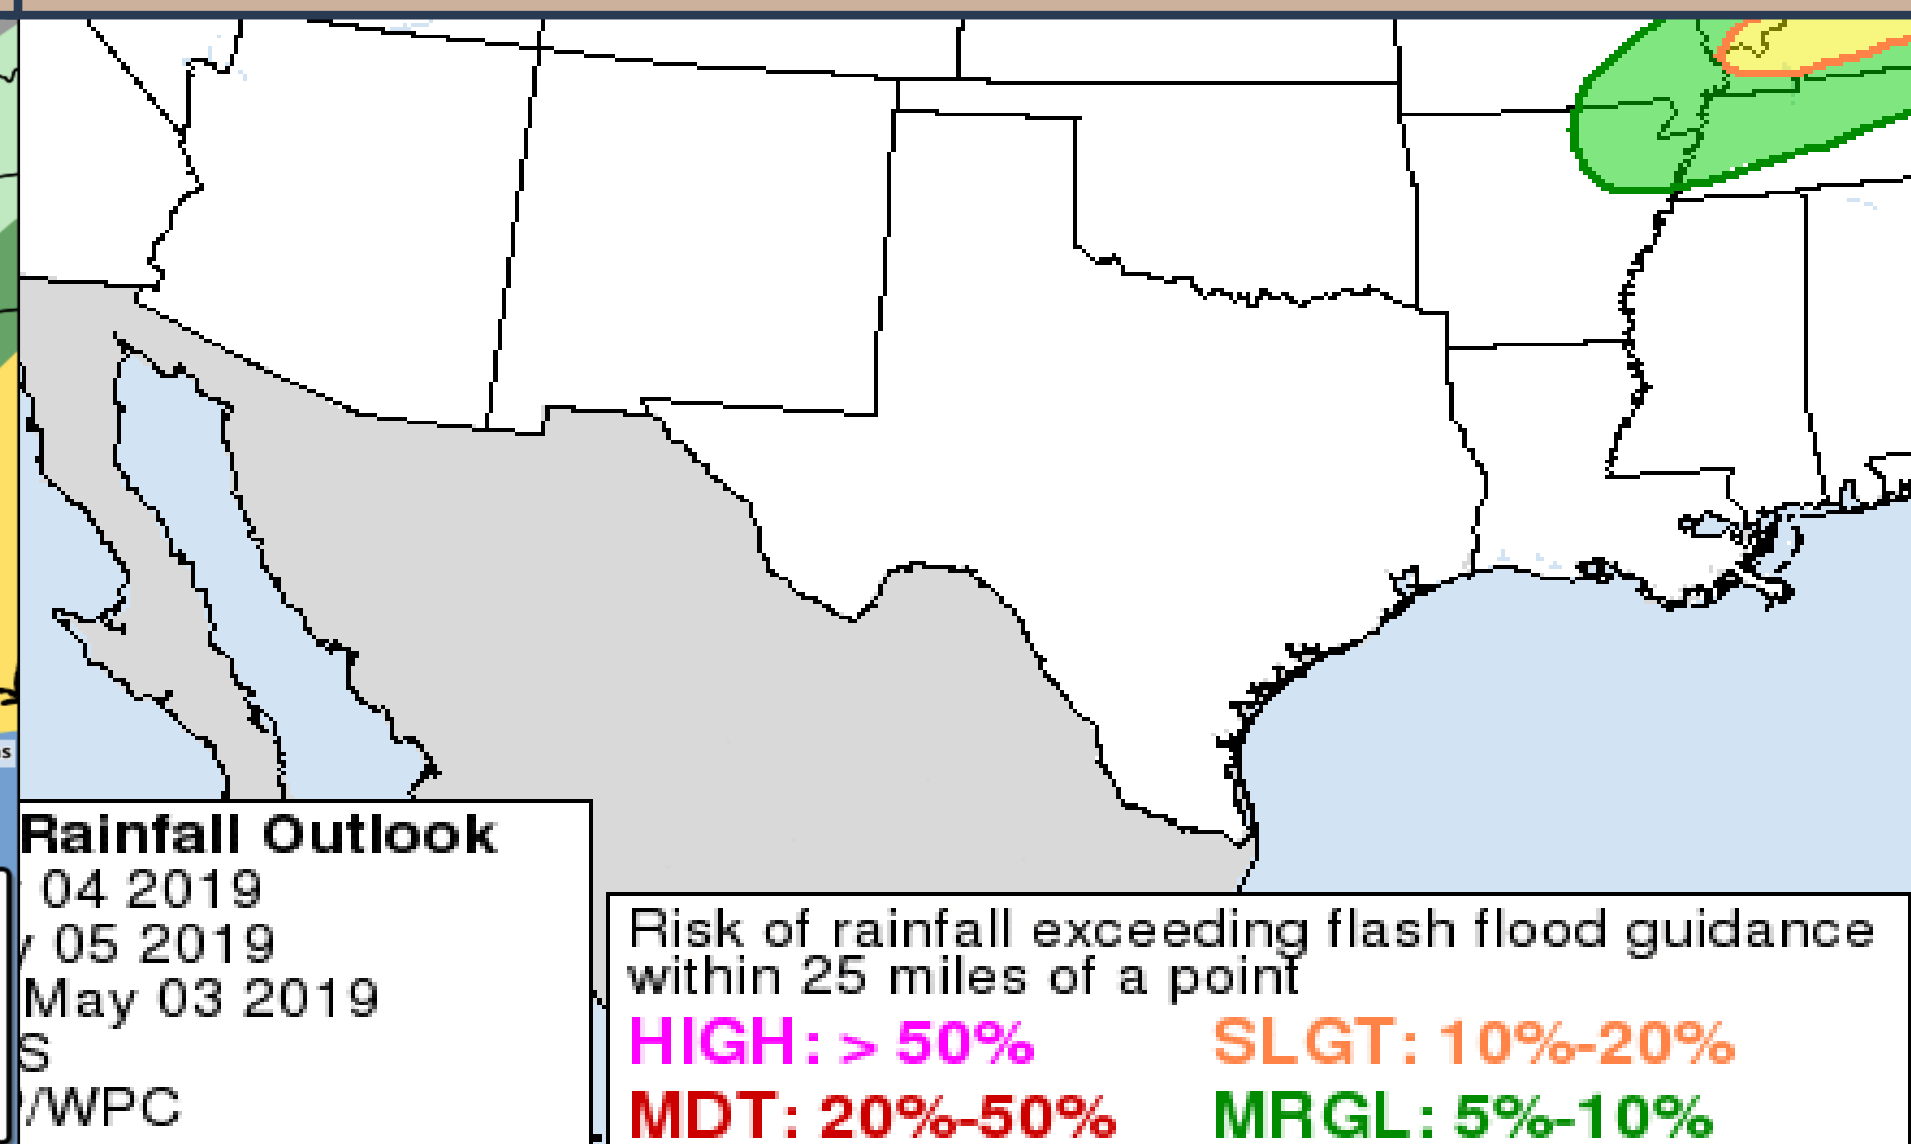 Rainfall Outlook
04 2019
05 2019
May 03 2019
S
/WPC
Risk of rainfall exceeding flash flood guidance
within 25 miles of a point
HIGH: > 50% SLGT: 10%-20%
MDT: 20%-50% MRGL: 5%-10%